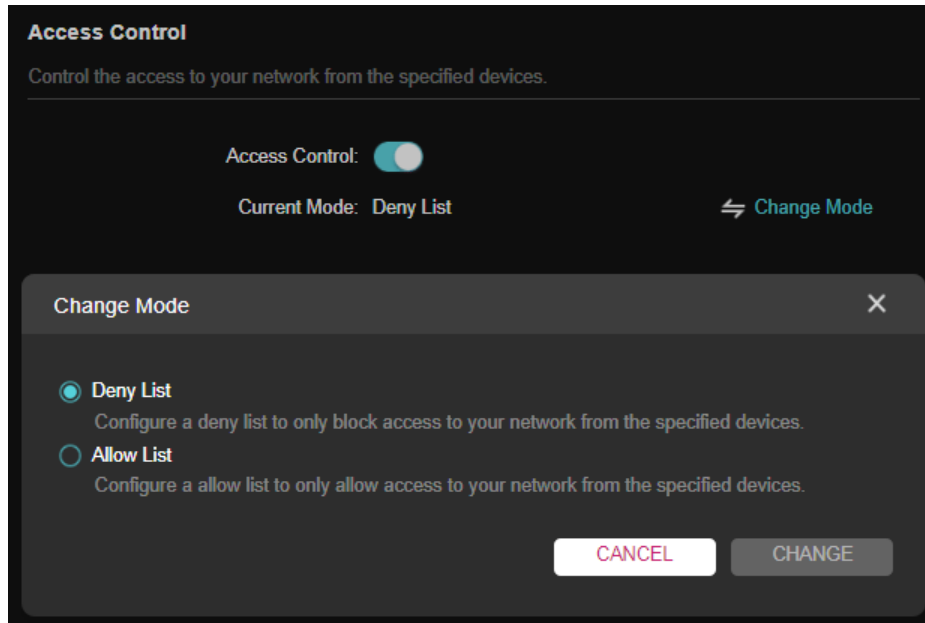 Access Control
Control the access to your network from the specified devices.
Access Control:
Current Mode: Deny List Change Mode
Change Mode
Deny List
Configure a deny list to only block access to your network from the specified devices.
Allow List
Configure a allow list to only allow access to your network from the specified devices.
CANCEL CHANGE